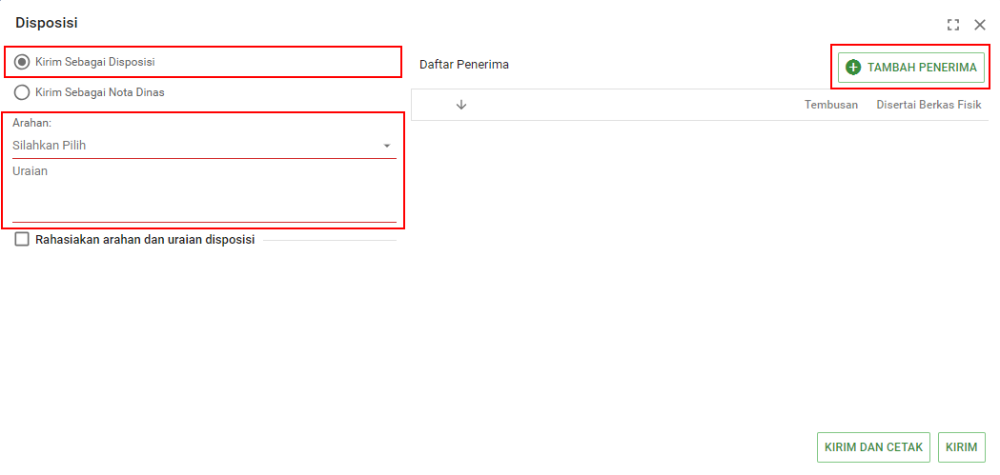 Disposisi
Kirim Sebagai Disposisi
Kirim Sebagai Nota Dinas
Arahan:
Silahkan Pilih
Uraian
Rahasiakan arahan dan uraian disposisi
Daftar Penerima
TAMBAH PENERIMA
Tembusan Disertai Berkas Fisik
KIRIM DAN CETAK KIRIM